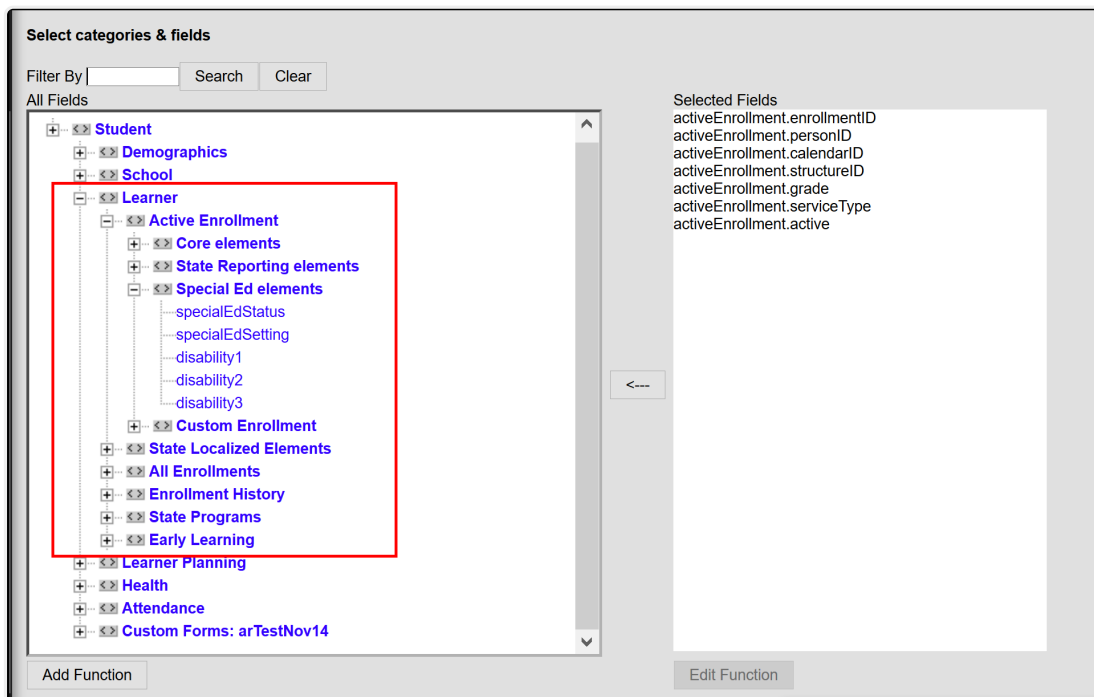 Select categories & fields
Filter By
Search
Clear
All Fields
Student
Demographics
School
Learner
Active Enrollment
Core elements
State Reporting elements
Special Ed elements
specialEdStatus
specialEdSetting
disability1
disability2
disability3
Custom Enrollment
State Localized Elements
All Enrollments
Enrollment History
State Programs
Early Learning
Learner Planning
Health
Attendance
Custom Forms: arTestNov14
Add Function
<---
Selected Fields
activeEnrollment.enrollmentID
activeEnrollment.personID
activeEnrollment.calendarID
activeEnrollment.structureID
activeEnrollment.grade
activeEnrollment.serviceType
activeEnrollment.active
Edit Function